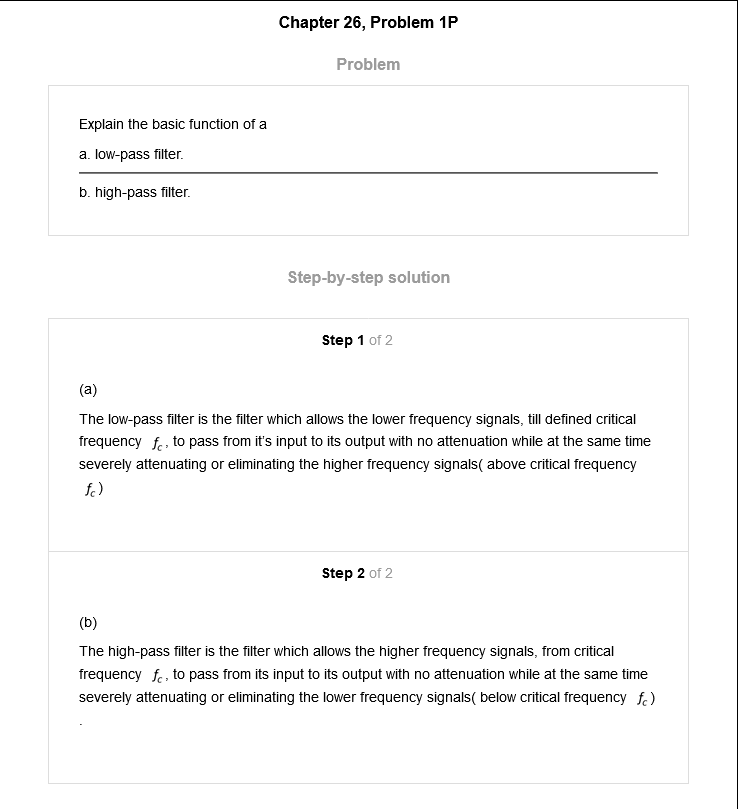 Chapter 26, Problem 1P
Problem
Explain the basic function of a
a. low-pass filter.
b. high-pass filter.
Step-by-step solution
Step 1 of 2
(a)
The low-pass filter is the filter which allows the lower frequency signals, till defined critical
frequency fc, to pass from it's input to its output with no attenuation while at the same time
severely attenuating or eliminating the higher frequency signals( above critical frequency
fc)
Step 2 of 2
(b)
The high-pass filter is the filter which allows the higher frequency signals, from critical
frequency fc, to pass from its input to its output with no attenuation while at the same time
severely attenuating or eliminating the lower frequency signals( below critical frequency fc)
.